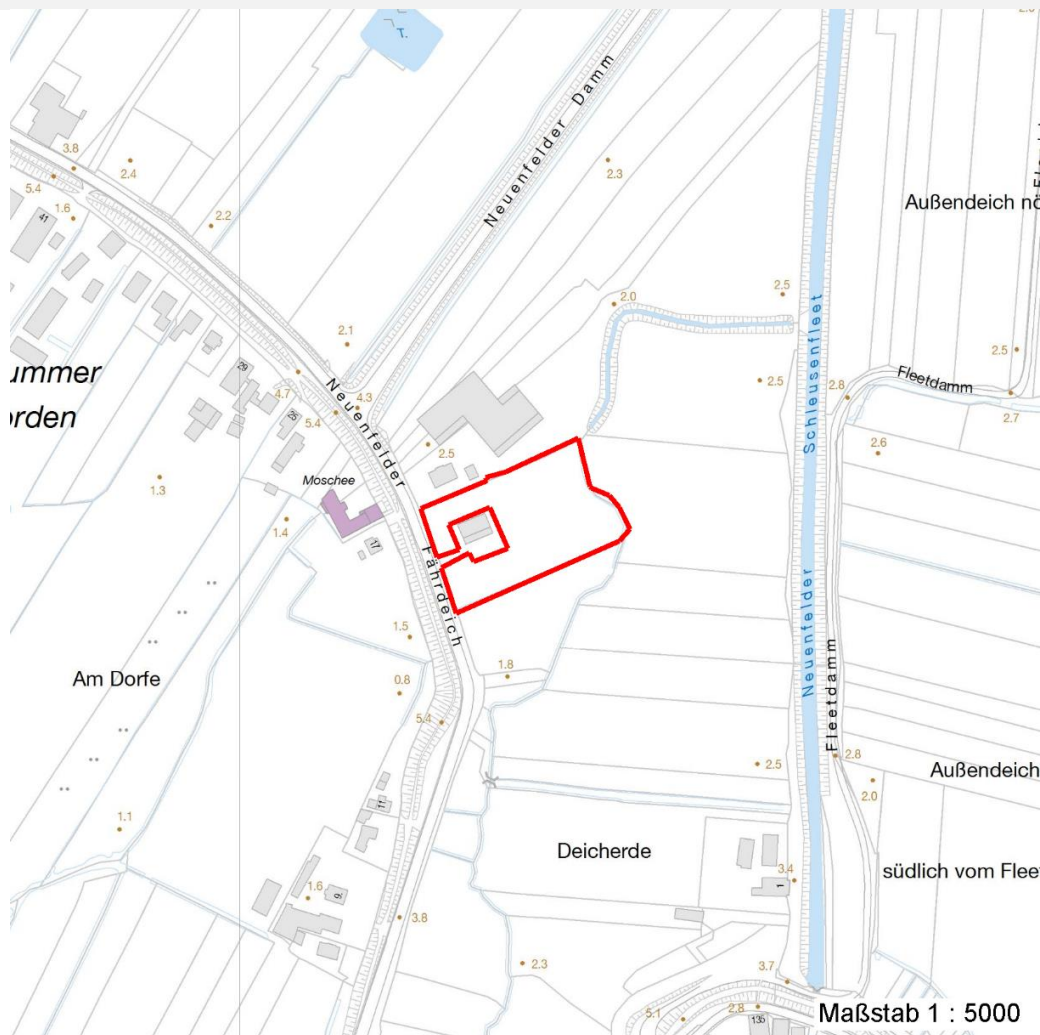 T.
Neuenfelder Damm
3.8
2.4
5.4
1.6
2.3
2.2
41
Außendeich nö
2.5
2.0
Neuenfelder Schleusenfleet
2.1
2.5
29
ummer
orden
4.7
Neuenfelder Fährdeich
4.3
5.4
2.5
2.8
Fleetdamm
2.7
25
2.5
2.6
1.3
Moschee
1.4
17
1.5
Fleetdamm
Am Dorfe
0.8
1.8
5.4
2.5
2.8
Außendeich
2.0
11
1.1
Deicherde
3.4
1
südlich vom Fleet
1.6
9
3.8
2.3
3.7
5.1
2.8
135
Maßstab 1 : 5000